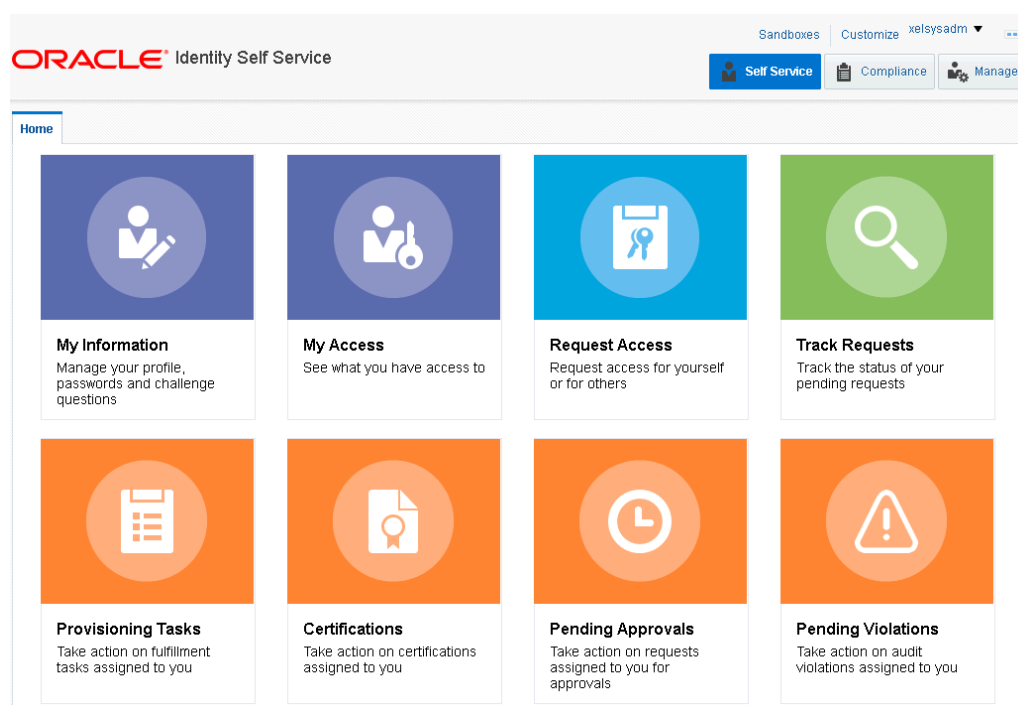 Sandboxes Customize xelsysadm
ORACLE Identity Self Service
Self Service Compliance Manage
Home
My Information
Manage your profile,
passwords and challenge
questions
My Access
See what you have access to
Request Access
Request access for yourself
or for others
Track Requests
Track the status of your
pending requests
Provisioning Tasks
Take action on fulfillment
tasks assigned to you
Certifications
Take action on certifications
assigned to you
Pending Approvals
Take action on requests
assigned to you for
approvals
Pending Violations
Take action on audit
violations assigned to you